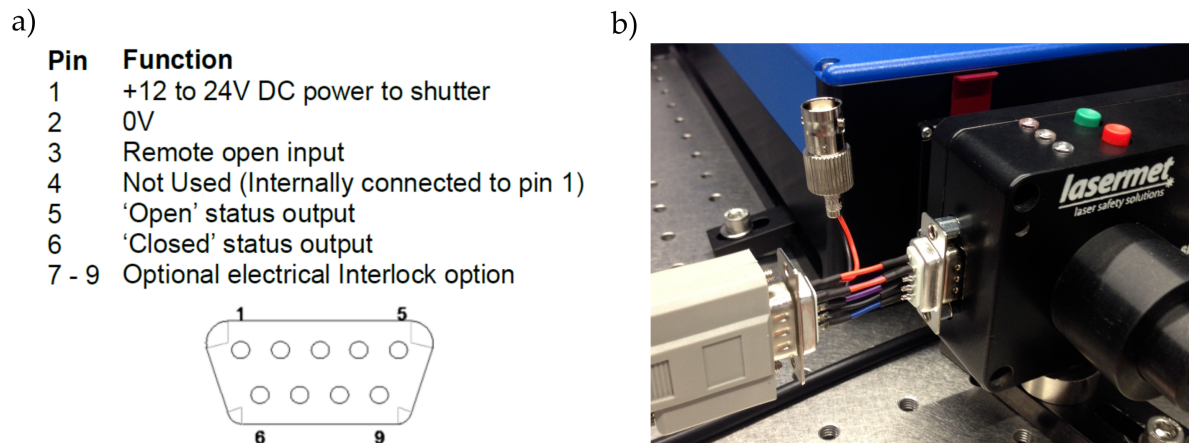 a)
Pin Function
1 +12 to 24V DC power to shutter
2 0V
3 Remote open input
4 Not Used (Internally connected to pin 1)
5 'Open' status output
6 'Closed' status output
7 - 9 Optional electrical Interlock option
1 5
6 9
b)
lasermet
laser safety solutions